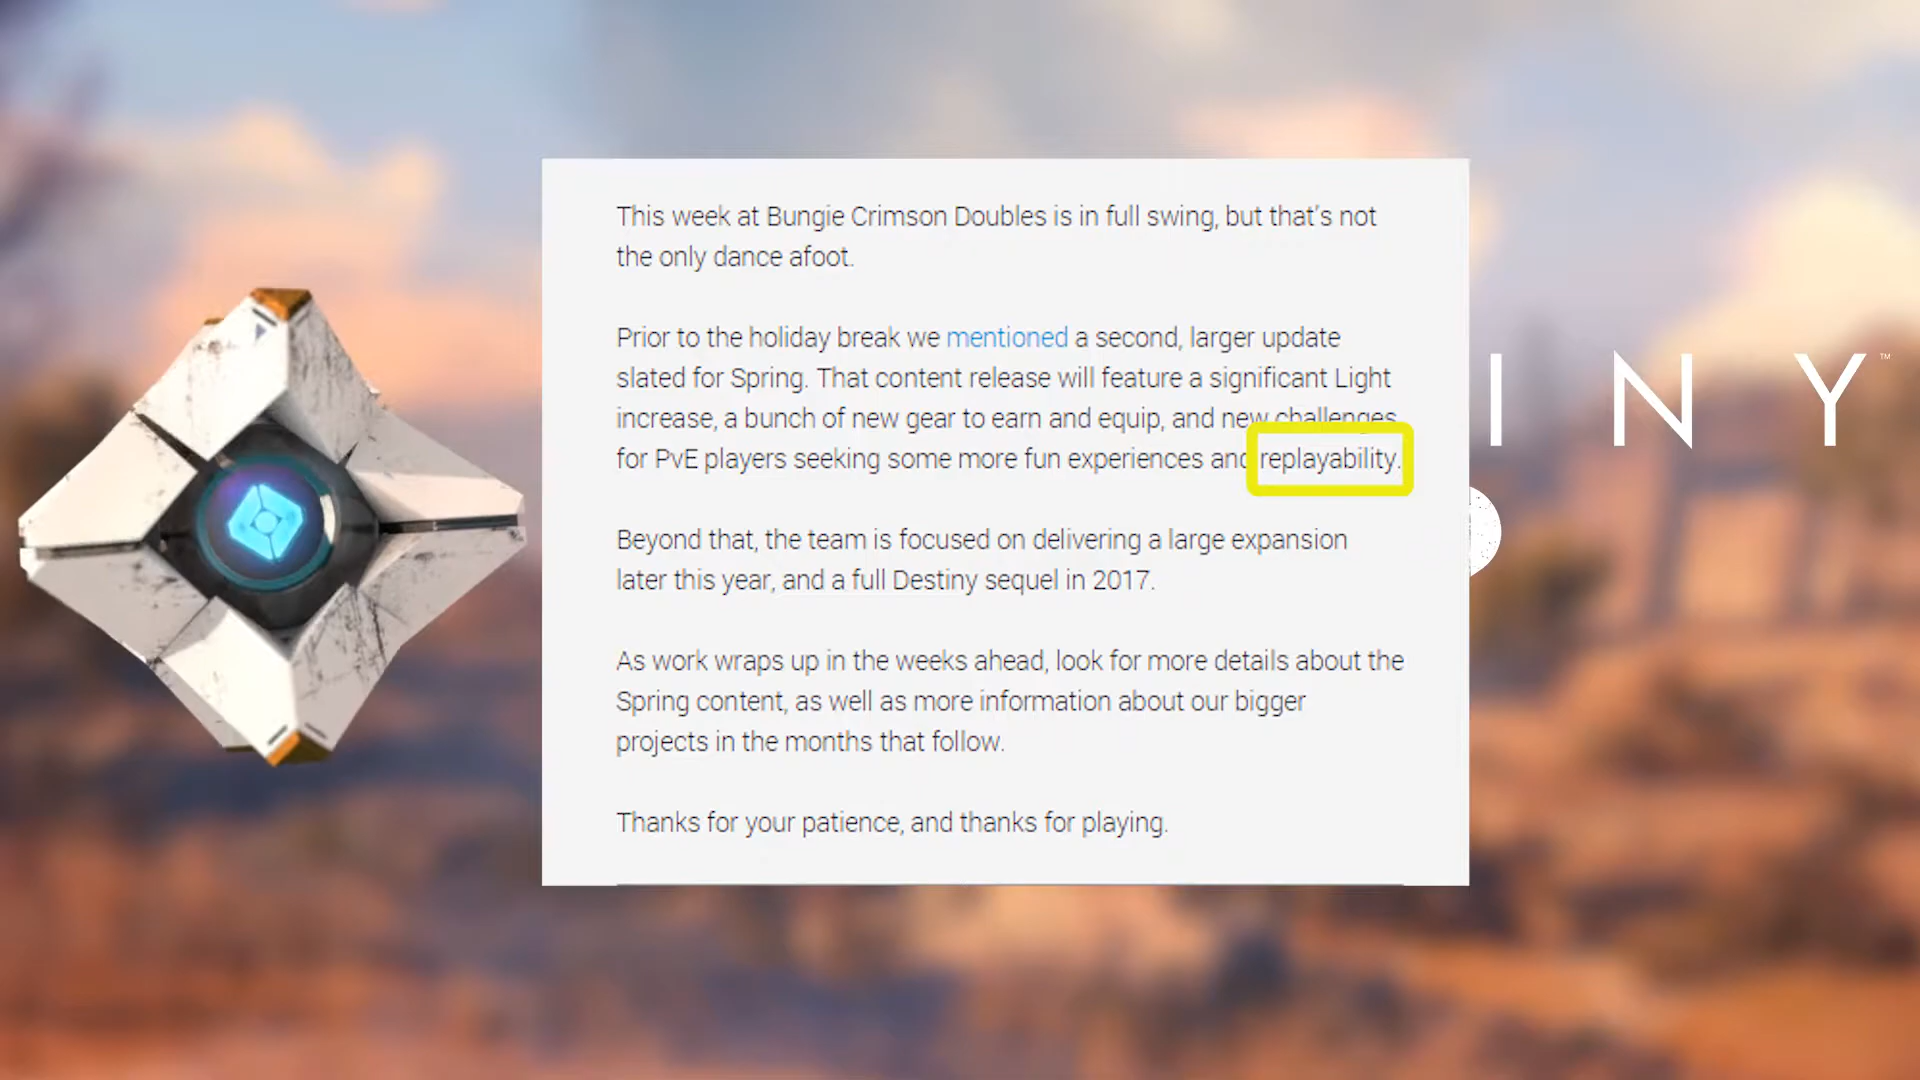 This week at Bungie Crimson Doubles is in full swing, but that's not
the only dance afoot.
Prior to the holiday break we mentioned a second, larger update
slated for Spring. That content release will feature a significant Light
increase, a bunch of new gear to earn and equip, and new challenges
for PvE players seeking some more fun experiences and replayability.
Beyond that, the team is focused on delivering a large expansion
later this year, and a full Destiny sequel in 2017.
As work wraps up in the weeks ahead, look for more details about the
Spring content, as well as more information about our bigger
projects in the months that follow.
Thanks for your patience, and thanks for playing.
I N Y ™